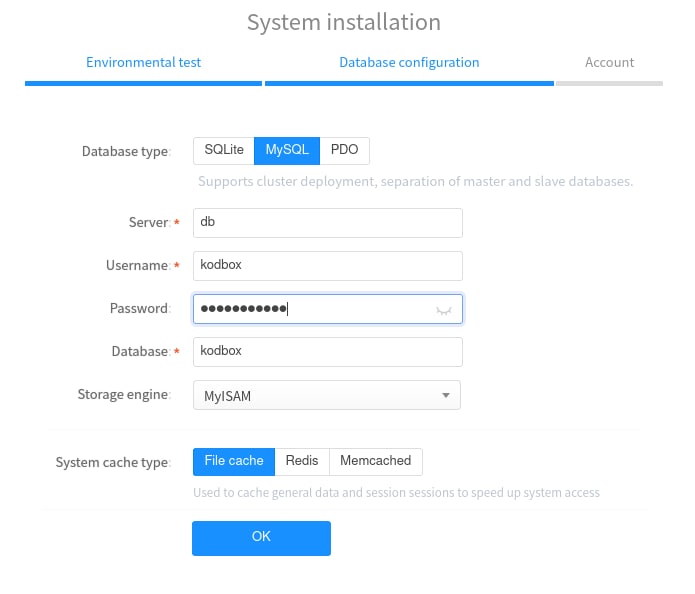 System installation
Environmental test Database configuration Account
Database type: SQLite MySQL PDO
Supports cluster deployment, separation of master and slave databases.
Server: * db
Username: * kodbox
Password: ●●●●●●●●●●●
Database: * kodbox
Storage engine: MyISAM
System cache type: File cache Redis Memcached
Used to cache general data and session sessions to speed up system access
OK